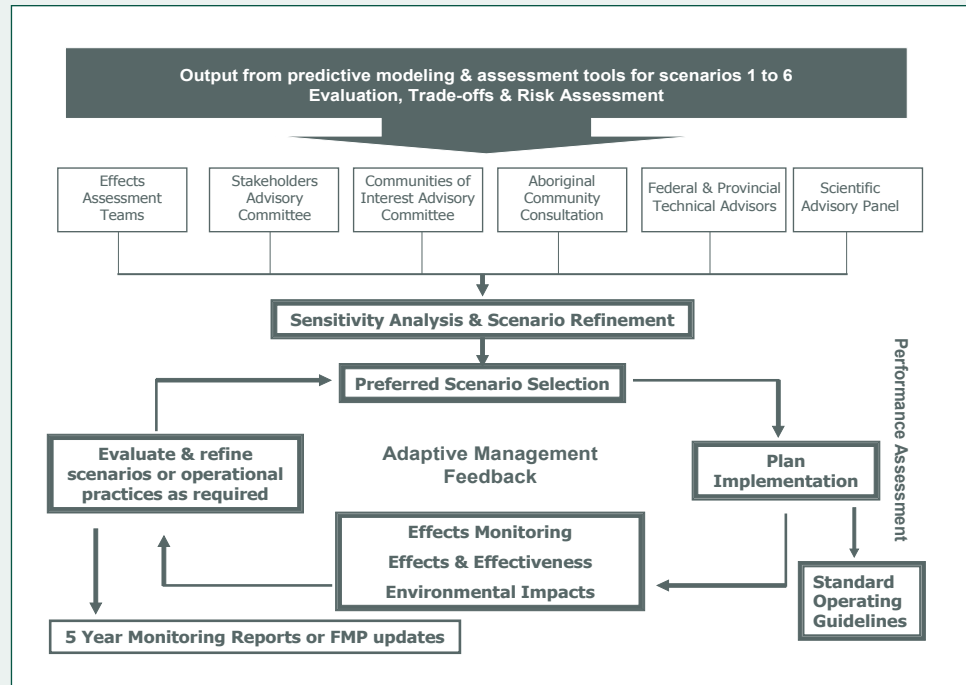 Output from predictive modeling & assessment tools for scenarios 1 to 6
Evaluation, Trade-offs & Risk Assessment
Effects
Assessment
Teams
Stakeholders
Advisory
Committee
Communities of
Interest Advisory
Committee
Aboriginal
Community
Consultation
Federal & Provincial
Technical Advisors
Scientific
Advisory Panel
Sensitivity Analysis & Scenario Refinement
Preferred Scenario Selection
Performance Assessment
Evaluate & refine
scenarios or operational
practices as required
Adaptive Management
Feedback
Plan
Implementation
Effects Monitoring
Effects & Effectiveness
Environmental Impacts
Standard
Operating
Guidelines
5 Year Monitoring Reports or FMP updates